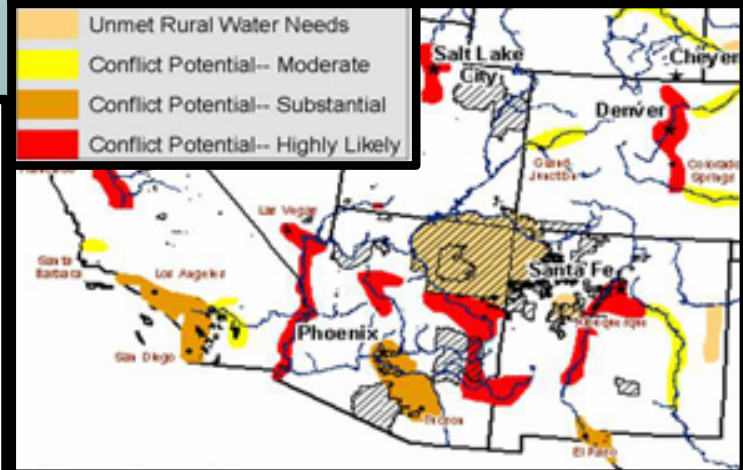 Unmet Rural Water Needs
Conflict Potential-- Moderate
Conflict Potential-- Substantial
Conflict Potential-- Highly Likely
Salt Lake
City
Cheyen
Denver
Grand
Junction
Colorado
Springs
Las Vegas
Santa
Barbara
Los Angeles
Santa Fe
Albuquerque
Phoenix
San Diego
Tucson
El Paso